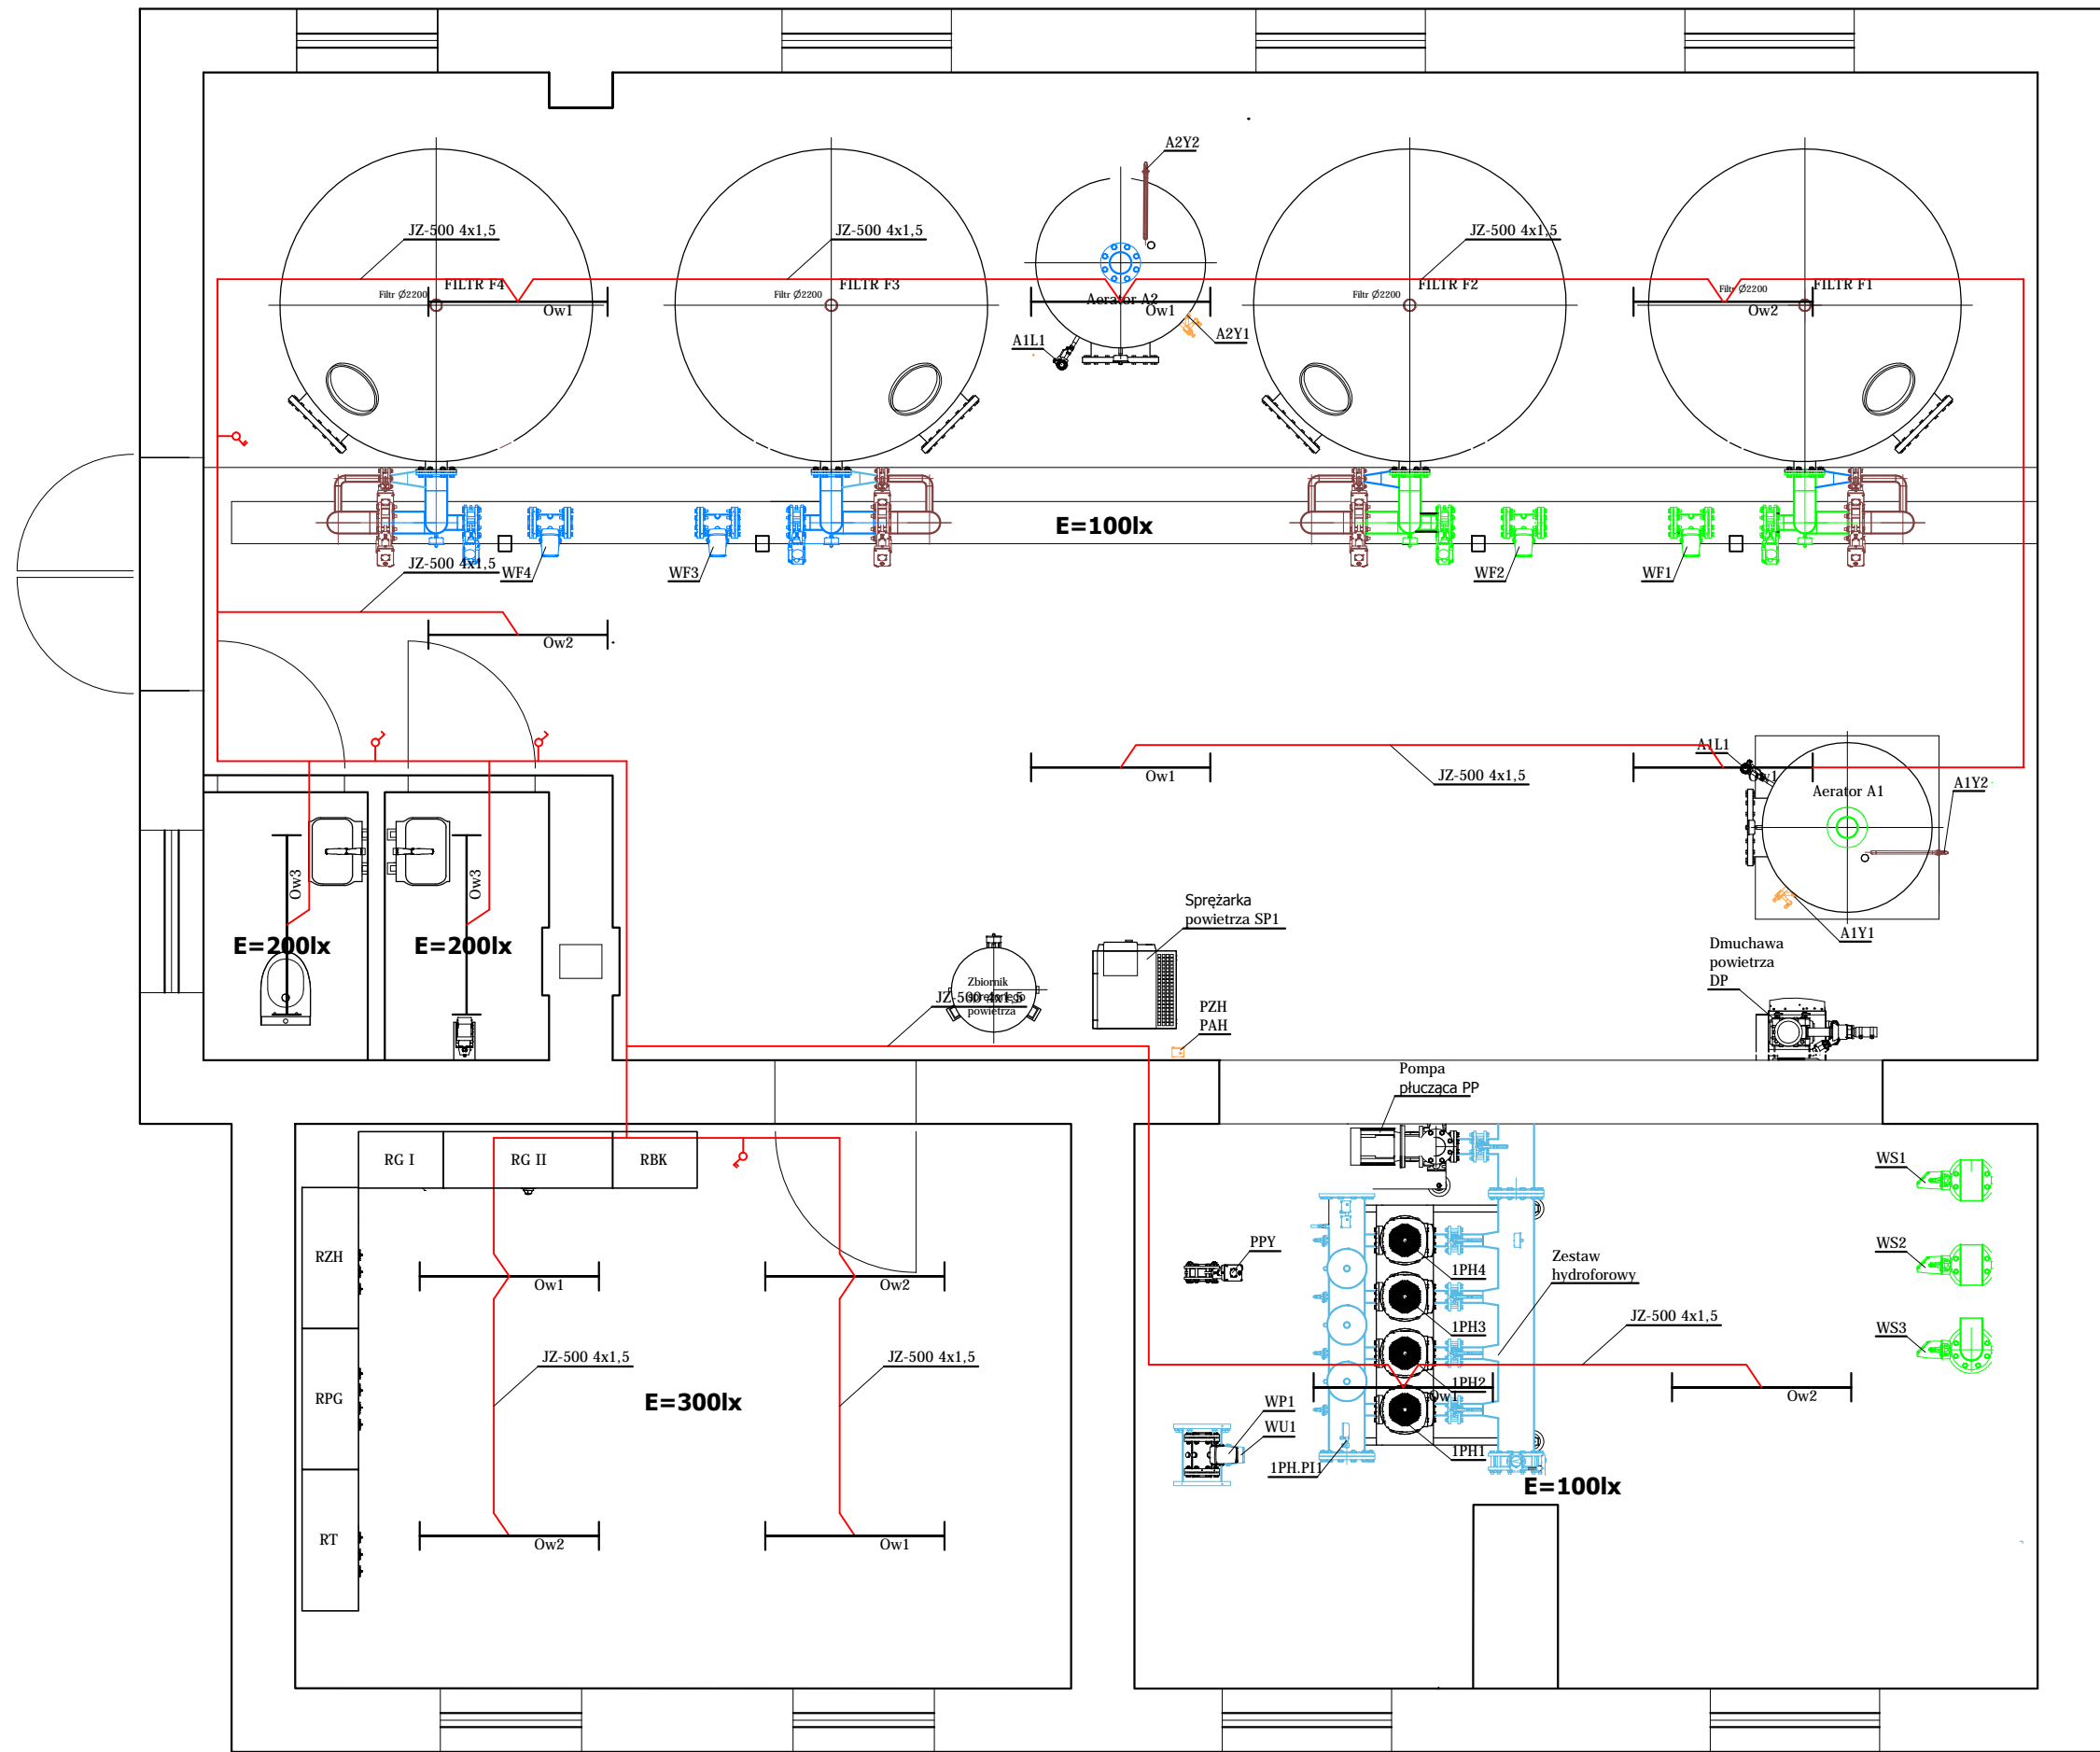 A2Y2
JZ-500 4x1,5
JZ-500 4x1,5
JZ-500 4x1,5
FILTR F4
Filtr Ø2200
Ow1
FILTR F3
Filtr Ø2200
Aerator A2
Ow1
FILTR F2
Filtr Ø2200
FILTR F1
Filtr Ø2200
Ow2
A1L1
A2Y1
E=100lx
JZ-500 4x1,5
WF4
WF3
WF2
WF1
Ow2
A1L1
Ow1
JZ-500 4x1,5
Ow1
Aerator A1
A1Y2
Ow3
Ow3
E=200lx
E=200lx
Sprężarka
powietrza SP1
A1Y1
Dmuchawa
powietrza
DP
Zbiornik
sprężonego
powietrza
JZ-500 4x1,5
PZH
PAH
Pompa
płucząca PP
RG I
RG II
RBK
WS1
RZH
PPY
1PH4
Zestaw
hydroforowy
WS2
Ow1
Ow2
1PH3
JZ-500 4x1,5
WS3
JZ-500 4x1,5
JZ-500 4x1,5
1PH2
RPG
E=300lx
WP1
Ow1
Ow2
WU1
1PH1
1PH.PI1
E=100lx
RT
Ow2
Ow1